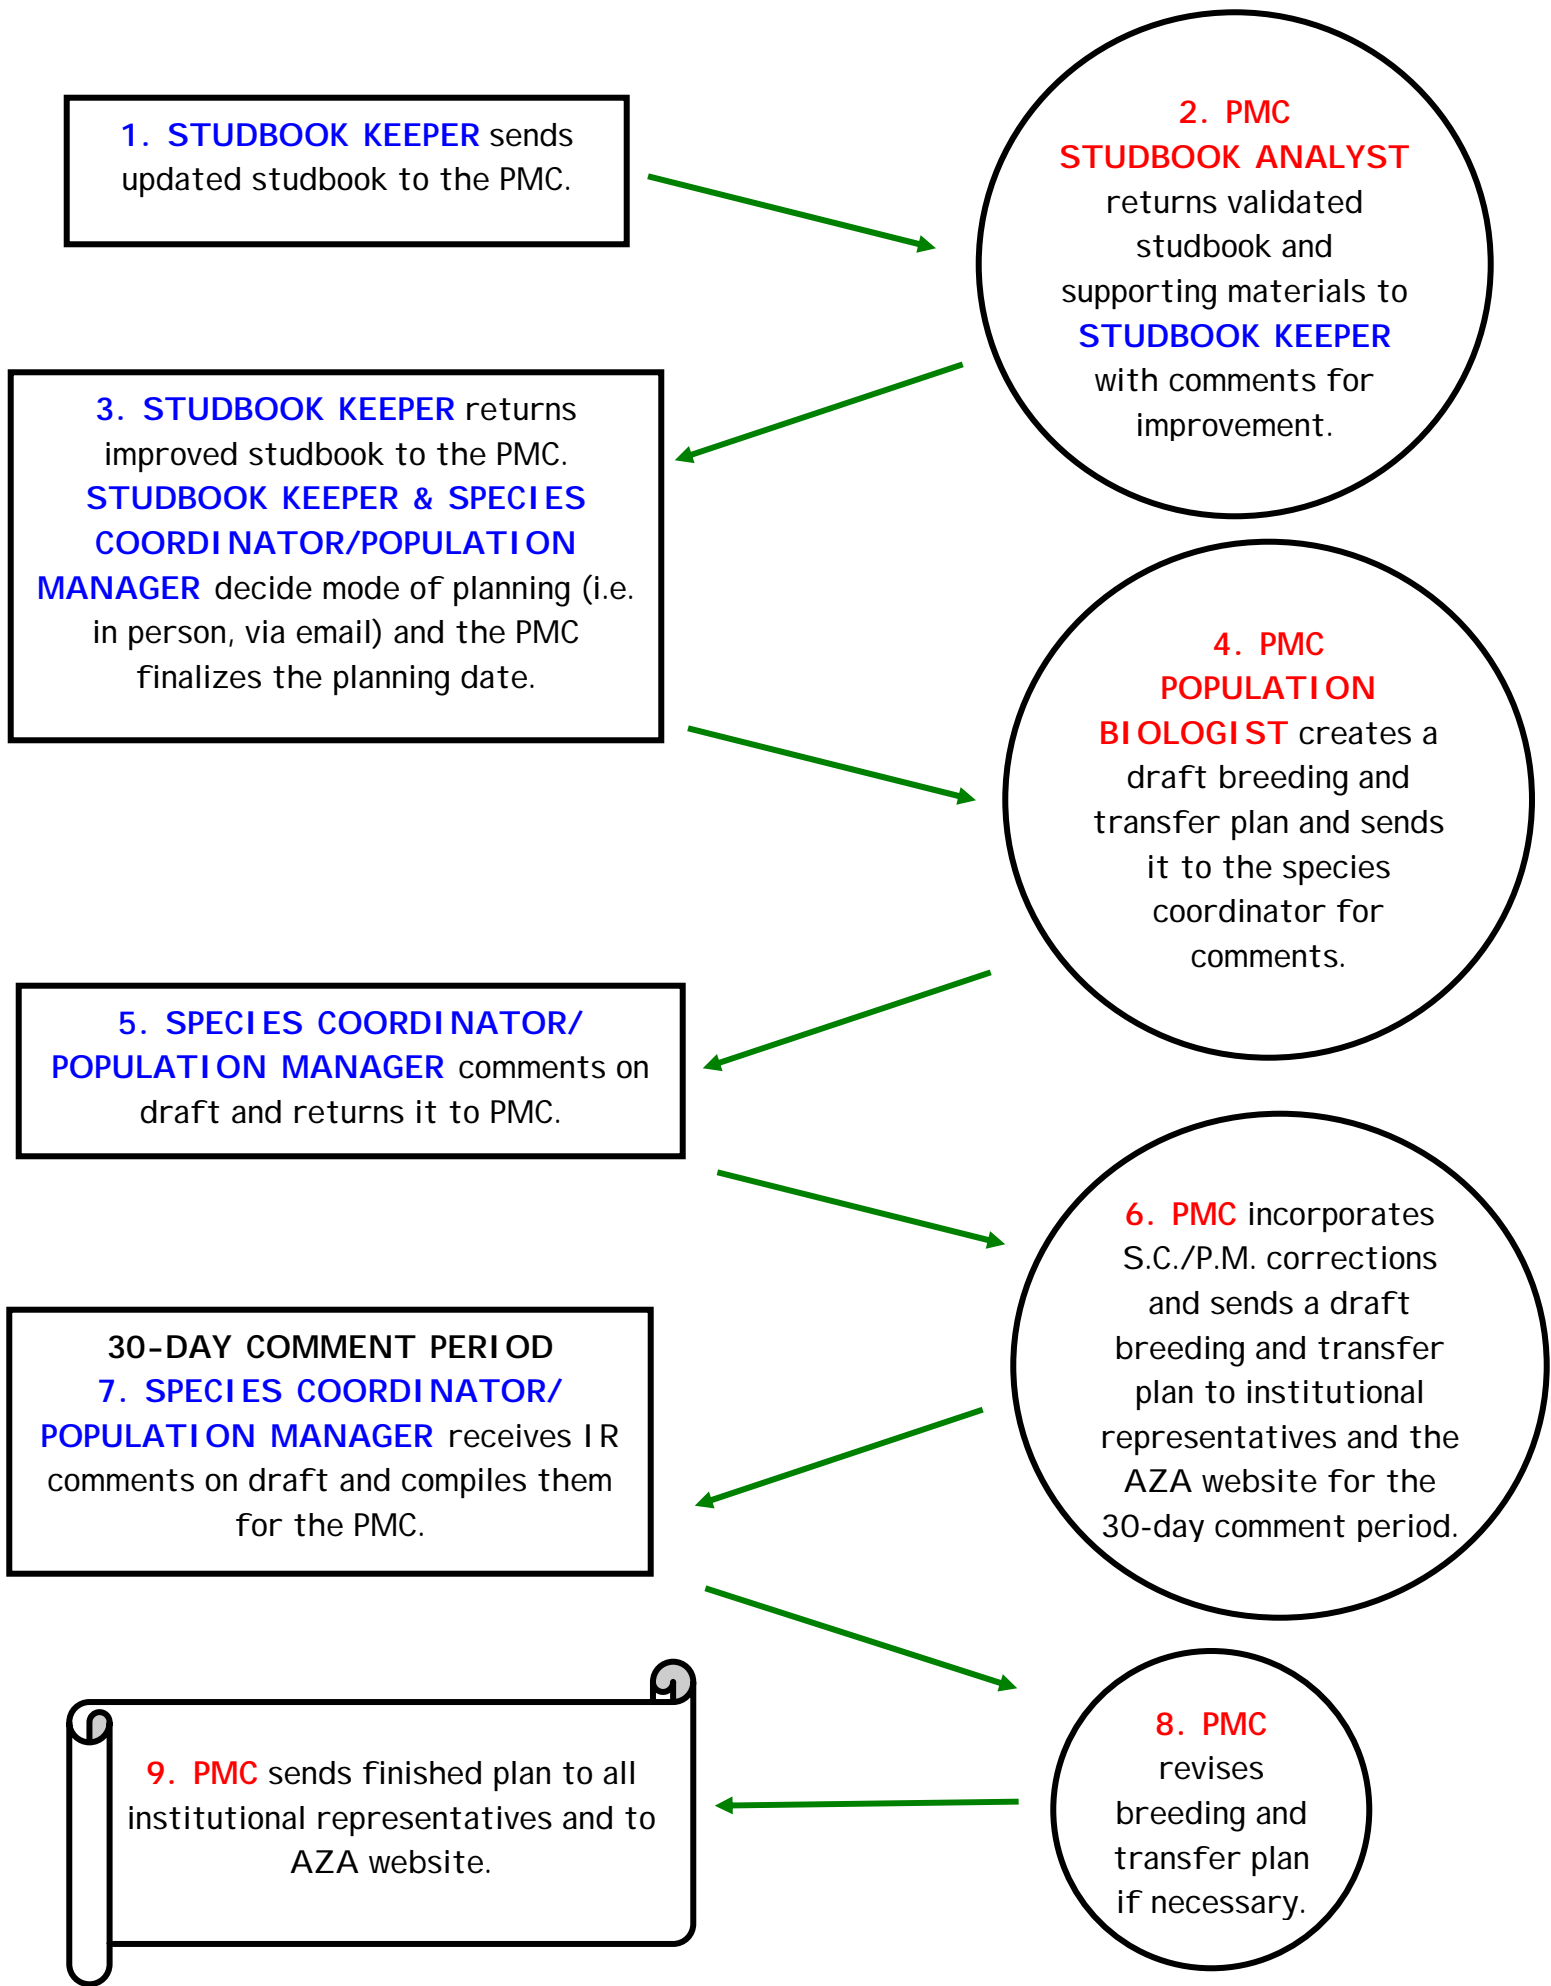 1. STUDBOOK KEEPER sends
updated studbook to the PMC.
2. PMC
STUDBOOK ANALYST
returns validated
studbook and
supporting materials to
STUDBOOK KEEPER
with comments for
improvement.
3. STUDBOOK KEEPER returns
improved studbook to the PMC.
STUDBOOK KEEPER & SPECIES
COORDINATOR/POPULATION
MANAGER decide mode of planning (i.e.
in person, via email) and the PMC
finalizes the planning date.
4. PMC
POPULATION
BIOLOGIST creates a
draft breeding and
transfer plan and sends
it to the species
coordinator for
comments.
5. SPECIES COORDINATOR/
POPULATION MANAGER comments on
draft and returns it to PMC.
6. PMC incorporates
S.C./P.M. corrections
and sends a draft
breeding and transfer
plan to institutional
representatives and the
AZA website for the
30-day comment period.
30-DAY COMMENT PERIOD
7. SPECIES COORDINATOR/
POPULATION MANAGER receives IR
comments on draft and compiles them
for the PMC.
8. PMC
revises
breeding and
transfer plan
if necessary.
9. PMC sends finished plan to all
institutional representatives and to
AZA website.